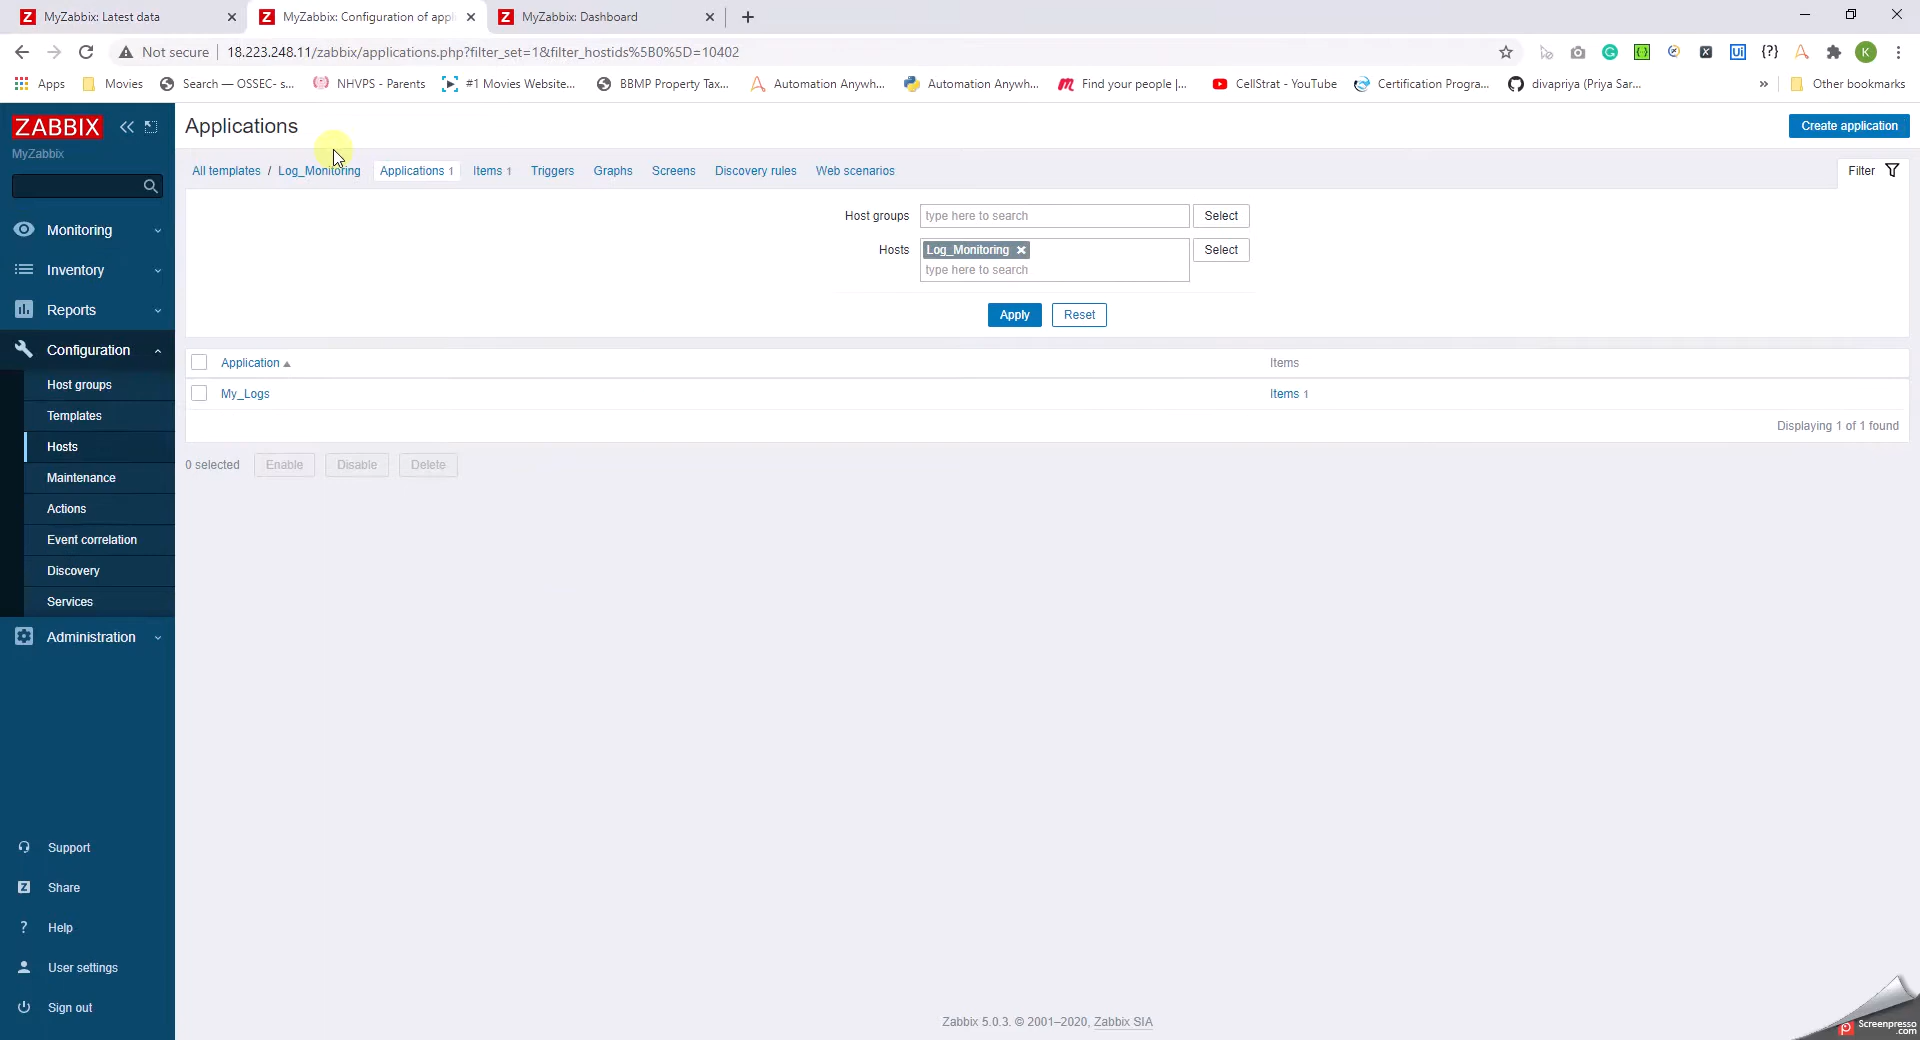 MyZabbix: Latest data
MyZabbix: Configuration of appl
MyZabbix: Dashboard
Not secure
18.223.248.11/zabbix/applications.php?filter_set=1&filter_hostids%5B0%5D=10402
Apps
Movies
Search — OSSEC- s...
NHVPS - Parents
#1 Movies Website...
BBMP Property Tax...
Automation Anywh...
Automation Anywh...
Find your people |...
CellStrat - YouTube
Certification Progra...
divapriya (Priya Sar...
»
Other bookmarks
ZABBIX
MyZabbix
Applications
Create application
All templates / Log_Monitoring Applications 1 Items 1 Triggers Graphs Screens Discovery rules Web scenarios
Filter
Host groups type here to search Select
Hosts Log_Monitoring Select
type here to search
Apply Reset
Application Items
My_Logs Items 1
Displaying 1 of 1 found
0 selected Enable Disable Delete
Monitoring
Inventory
Reports
Configuration
Host groups
Templates
Hosts
Maintenance
Actions
Event correlation
Discovery
Services
Administration
Support
Z Share
? Help
User settings
Sign out
Zabbix 5.0.3. © 2001–2020, Zabbix SIA
Screenpresso
.com